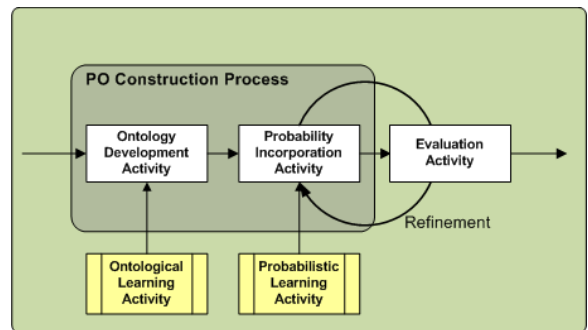 PO Construction Process
Ontology
Development
Activity
Probability
Incorporation
Activity
Evaluation
Activity
Refinement
Ontological
Learning
Activity
Probabilistic
Learning
Activity